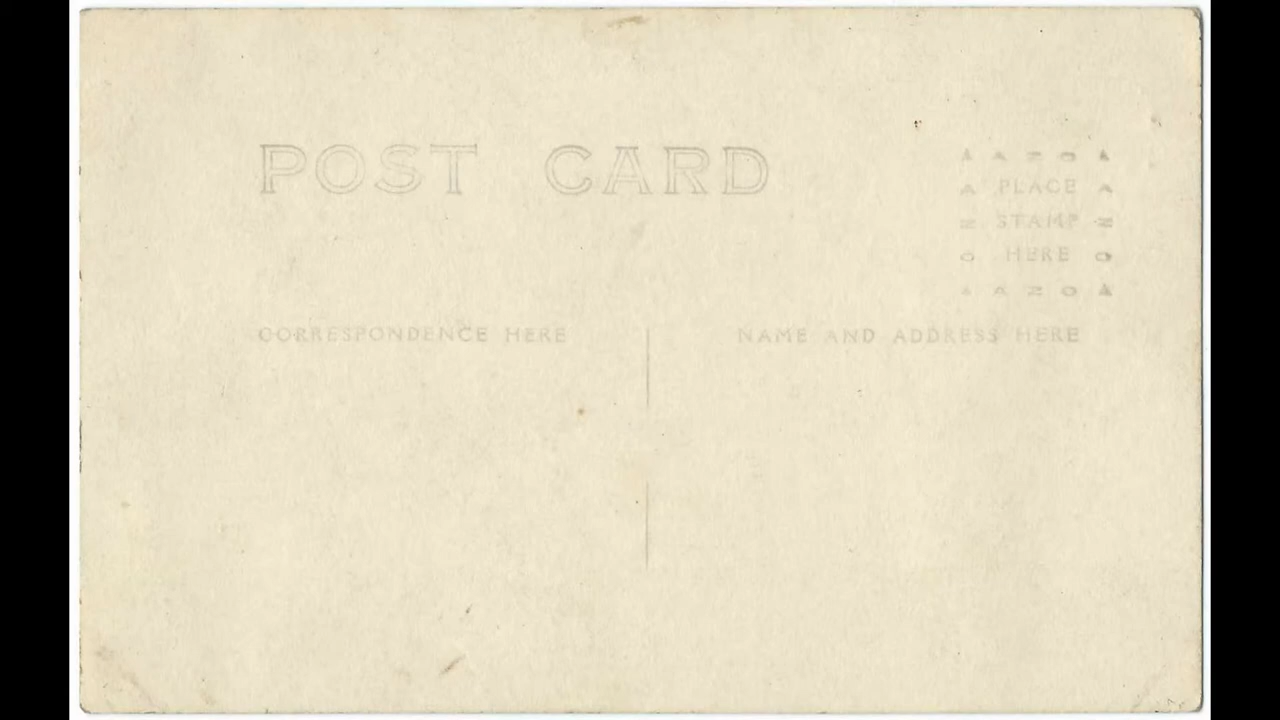 POST CARD
▲ A Z O ▲
A PLACE A
Z STAMP Z
O HERE O
▲ A Z O ▲
CORRESPONDENCE HERE
NAME AND ADDRESS HERE